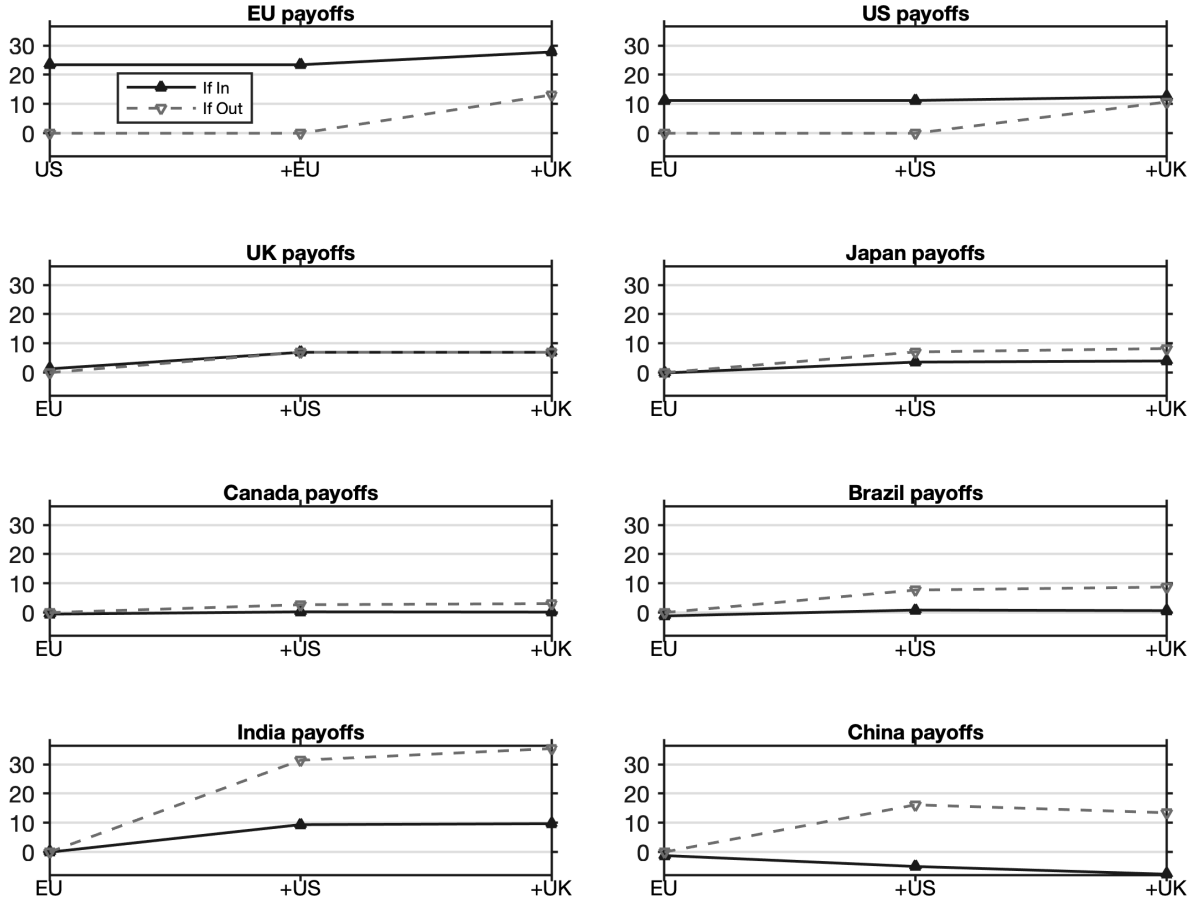 EU payoffs
30
20
10
0
If In
If Out
US +EU +UK
US payoffs
30
20
10
0
EU +US +UK
UK payoffs
30
20
10
0
EU +US +UK
Japan payoffs
30
20
10
0
EU +US +UK
Canada payoffs
30
20
10
0
EU +US +UK
Brazil payoffs
30
20
10
0
EU +US +UK
India payoffs
30
20
10
0
EU +US +UK
China payoffs
30
20
10
0
EU +US +UK